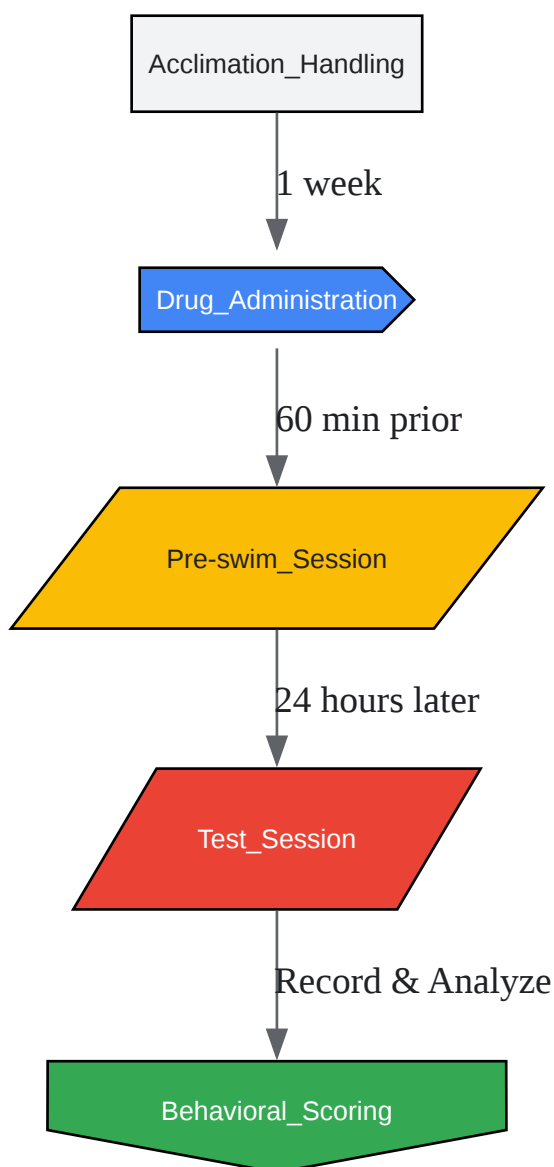 Acclimation_Handling
1 week
Drug_Administration
60 min prior
Pre-swim_Session
24 hours later
Test_Session
Record & Analyze
Behavioral_Scoring